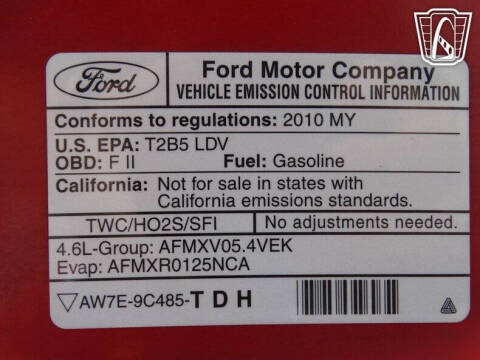 Ford
Ford Motor Company
VEHICLE EMISSION CONTROL INFORMATION
Conforms to regulations: 2010 MY
U.S. EPA: T2B5 LDV
OBD: F II Fuel: Gasoline
California: Not for sale in states with
California emissions standards.
TWC/HO2S/SFI No adjustments needed.
4.6L-Group: AFMXV05.4VEK
Evap: AFMXR0125NCA
AW7E-9C485-TDH